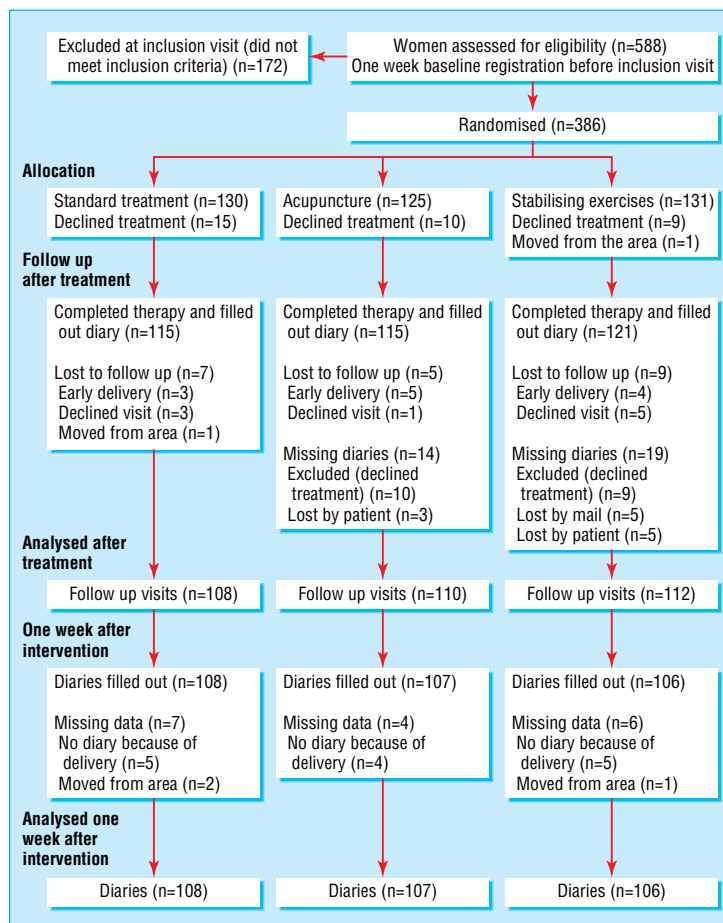 Excluded at inclusion visit (did not
meet inclusion criteria) (n=172)
Women assessed for eligibility (n=588)
One week baseline registration before inclusion visit
Randomised (n=386)
Allocation
Standard treatment (n=130)
Declined treatment (n=15)
Acupuncture (n=125)
Declined treatment (n=10)
Stabilising exercises (n=131)
Declined treatment (n=9)
Moved from the area (n=1)
Follow up
after treatment
Completed therapy and filled
out diary (n=115)
Lost to follow up (n=7)
Early delivery (n=3)
Declined visit (n=3)
Moved from area (n=1)
Completed therapy and filled
out diary (n=115)
Lost to follow up (n=5)
Early delivery (n=5)
Declined visit (n=1)
Missing diaries (n=14)
Excluded (declined
treatment) (n=10)
Lost by patient (n=3)
Completed therapy and filled
out diary (n=121)
Lost to follow up (n=9)
Early delivery (n=4)
Declined visit (n=5)
Missing diaries (n=19)
Excluded (declined
treatment) (n=9)
Lost by mail (n=5)
Lost by patient (n=5)
Analysed after
treatment
Follow up visits (n=108)
Follow up visits (n=110)
Follow up visits (n=112)
One week after
intervention
Diaries filled out (n=108)
Missing data (n=7)
No diary because of
delivery (n=5)
Moved from area (n=2)
Diaries filled out (n=107)
Missing data (n=4)
No diary because of
delivery (n=4)
Diaries filled out (n=106)
Missing data (n=6)
No diary because of
delivery (n=5)
Moved from area (n=1)
Analysed one
week after
intervention
Diaries (n=108)
Diaries (n=107)
Diaries (n=106)